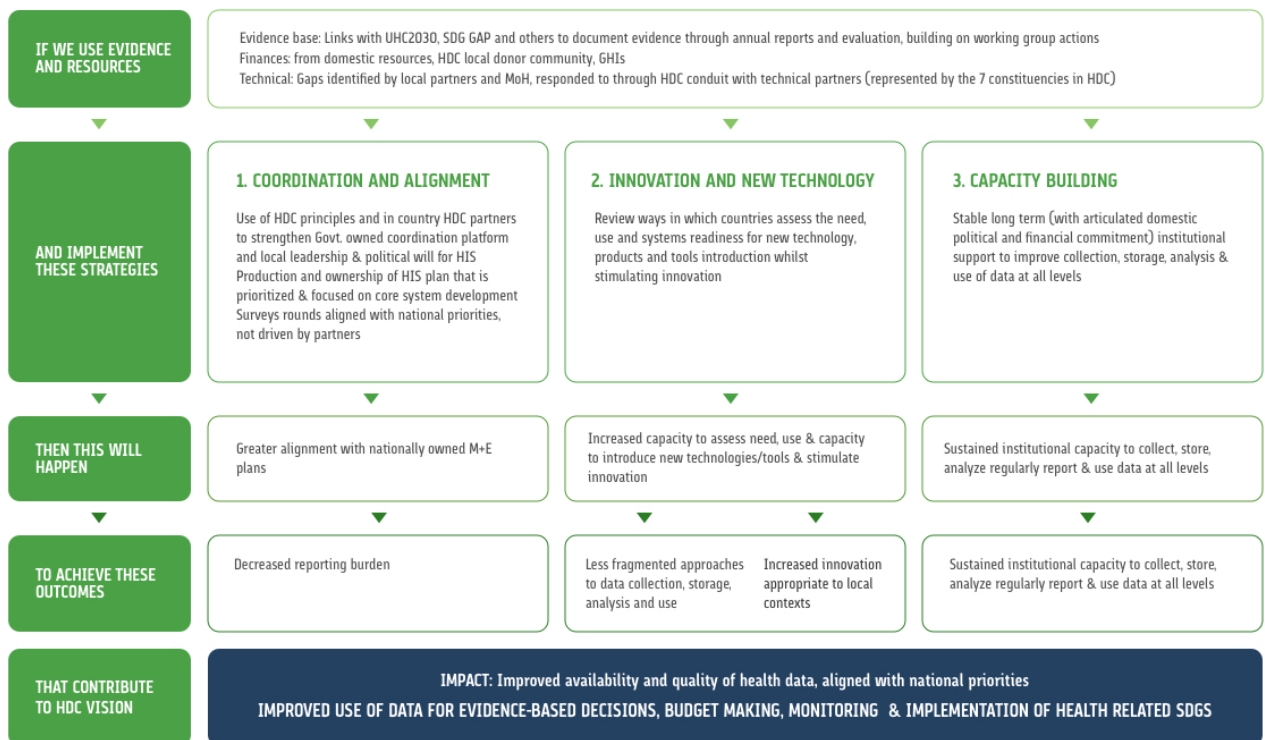 IF WE USE EVIDENCE
AND RESOURCES
Evidence base: Links with UHC2030, SDG GAP and others to document evidence through annual reports and evaluation, building on working group actions
Finances: from domestic resources, HDC local donor community, GHIs
Technical: Gaps identified by local partners and MoH, responded to through HDC conduit with technical partners (represented by the 7 constituencies in HDC)
AND IMPLEMENT
THESE STRATEGIES
1. COORDINATION AND ALIGNMENT
Use of HDC principles and in country HDC partners
to strengthen Govt. owned coordination platform
and local leadership & political will for HIS
Production and ownership of HIS plan that is
prioritized & focused on core system development
Surveys rounds aligned with national priorities,
not driven by partners
2. INNOVATION AND NEW TECHNOLOGY
Review ways in which countries assess the need,
use and systems readiness for new technology,
products and tools introduction whilst
stimulating innovation
3. CAPACITY BUILDING
Stable long term (with articulated domestic
political and financial commitment) institutional
support to improve collection, storage, analysis &
use of data at all levels
THEN THIS WILL
HAPPEN
Greater alignment with nationally owned M+E
plans
Increased capacity to assess need, use & capacity
to introduce new technologies/tools & stimulate
innovation
Sustained institutional capacity to collect, store,
analyze regularly report & use data at all levels
TO ACHIEVE THESE
OUTCOMES
Decreased reporting burden
Less fragmented approaches
to data collection, storage,
analysis and use
Increased innovation
appropriate to local
contexts
Sustained institutional capacity to collect, store,
analyze regularly report & use data at all levels
THAT CONTRIBUTE
TO HDC VISION
IMPACT: Improved availability and quality of health data, aligned with national priorities
IMPROVED USE OF DATA FOR EVIDENCE-BASED DECISIONS, BUDGET MAKING, MONITORING & IMPLEMENTATION OF HEALTH RELATED SDGS